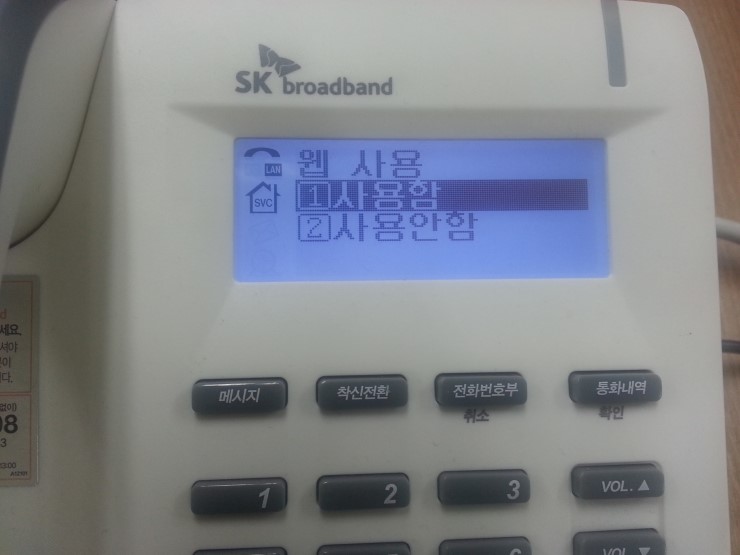 SK broadband
LAN
웹 사용
SVC
1 사용함
2 사용안함
메시지
착신전환
전화번호부
통화내역
취소
확인
1
2
3
VOL. ▲
세요.